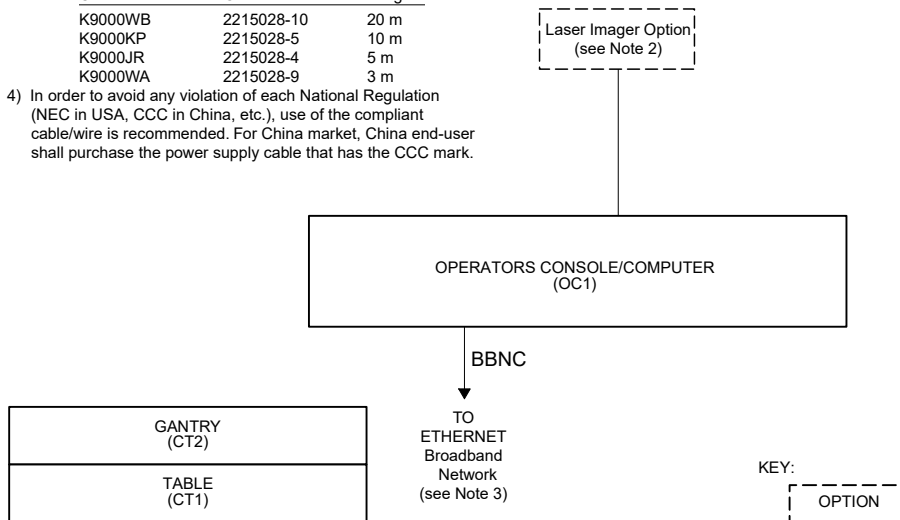 K9000WB 2215028-10 20 m
K9000KP 2215028-5 10 m
K9000JR 2215028-4 5 m
K9000WA 2215028-9 3 m
4) In order to avoid any violation of each National Regulation
(NEC in USA, CCC in China, etc.), use of the compliant
cable/wire is recommended. For China market, China end-user
shall purchase the power supply cable that has the CCC mark.
Laser Imager Option
(see Note 2)
OPERATORS CONSOLE/COMPUTER
(OC1)
BBNC
TO
ETHERNET
Broadband
Network
(see Note 3)
GANTRY
(CT2)
TABLE
(CT1)
KEY:
OPTION